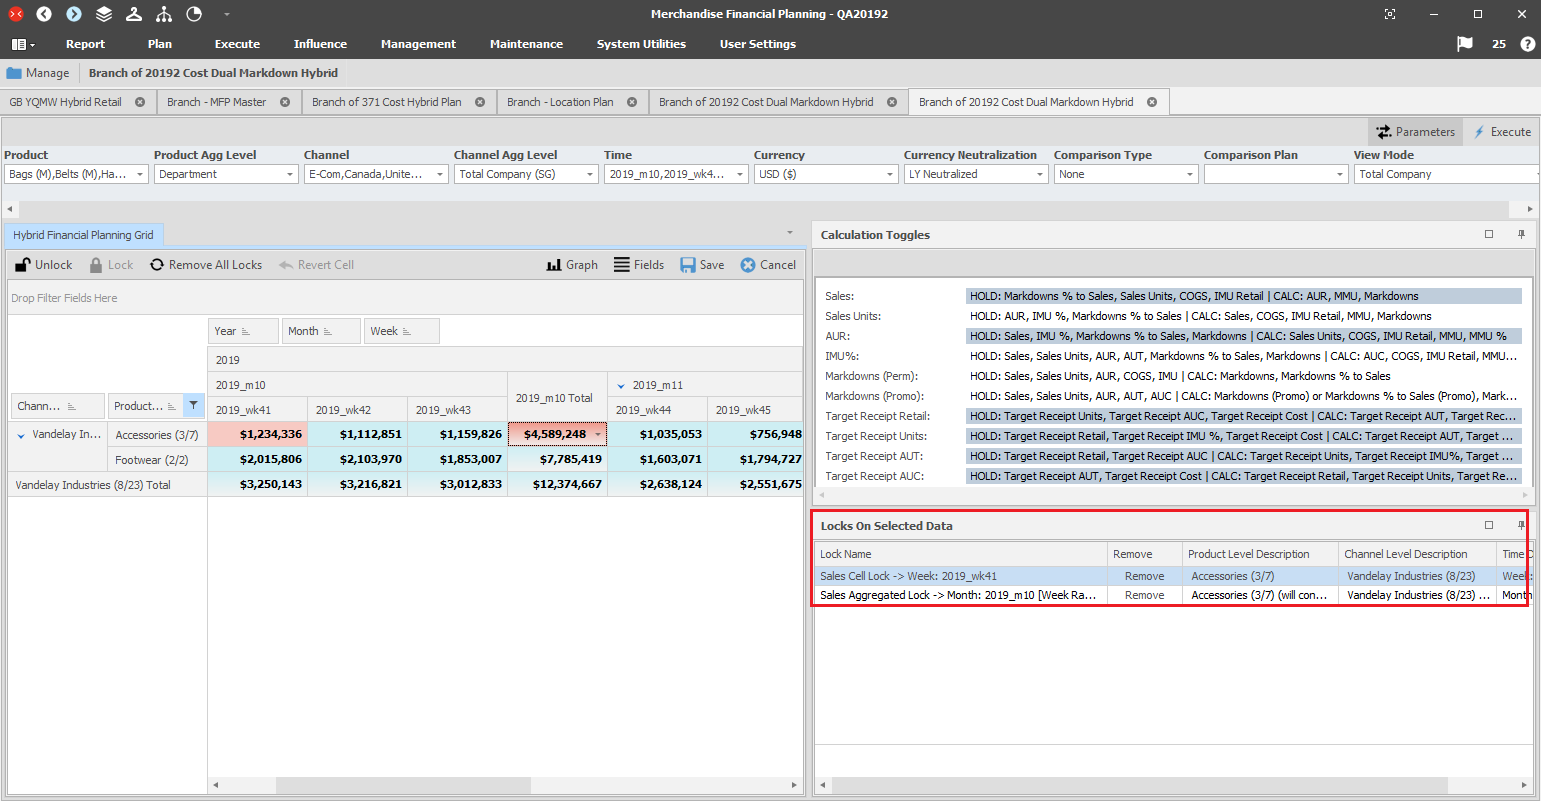 Merchandise Financial Planning - QA20192
Report Plan Execute Influence Management Maintenance System Utilities User Settings 25 ?
Manage Branch of 20192 Cost Dual Markdown Hybrid
GB YQMW Hybrid Retail Branch - MFP Master Branch of 371 Cost Hybrid Plan Branch - Location Plan Branch of 20192 Cost Dual Markdown Hybrid Branch of 20192 Cost Dual Markdown Hybrid
Parameters Execute
Product Product Agg Level Channel Channel Agg Level Time Currency Currency Neutralization Comparison Type Comparison Plan View Mode
Bags (M),Belts (M),Ha... Department E-Com,Canada,Unite... Total Company (SG) 2019_m10,2019_wk4... USD ($) LY Neutralized None Total Company
Hybrid Financial Planning Grid
Unlock Lock Remove All Locks Revert Cell Graph Fields Save Cancel
Drop Filter Fields Here
Year Month Week
2019
2019_m10 2019_m10 Total 2019_m11
Chann... Product... 2019_wk41 2019_wk42 2019_wk43 2019_wk44 2019_wk45
Vandelay In... Accessories (3/7) $1,234,336 $1,112,851 $1,159,826 $4,589,248 $1,035,053 $756,948
Footwear (2/2) $2,015,806 $2,103,970 $1,853,007 $7,785,419 $1,603,071 $1,794,727
Vandelay Industries (8/23) Total $3,250,143 $3,216,821 $3,012,833 $12,374,667 $2,638,124 $2,551,675
Calculation Toggles
Sales: HOLD: Markdowns % to Sales, Sales Units, COGS, IMU Retail | CALC: AUR, MMU, Markdowns
Sales Units: HOLD: AUR, IMU %, Markdowns % to Sales | CALC: Sales, COGS, IMU Retail, MMU, Markdowns
AUR: HOLD: Sales, IMU %, Markdowns % to Sales, Markdowns | CALC: Sales Units, COGS, IMU Retail, MMU, MMU %
IMU%: HOLD: Sales, Sales Units, AUR, AUT, Markdowns % to Sales, Markdowns | CALC: AUC, COGS, IMU Retail, MMU...
Markdowns (Perm): HOLD: Sales, Sales Units, AUR, COGS, IMU | CALC: Markdowns, Markdowns % to Sales
Markdowns (Promo): HOLD: Sales, Sales Units, AUR, AUT, AUC | CALC: Markdowns (Promo) or Markdowns % to Sales (Promo), Mark...
Target Receipt Retail: HOLD: Target Receipt Units, Target Receipt AUC, Target Receipt Cost | CALC: Target Receipt AUT, Target Rec...
Target Receipt Units: HOLD: Target Receipt Retail, Target Receipt IMU %, Target Receipt Cost | CALC: Target Receipt AUT, Target ...
Target Receipt AUT: HOLD: Target Receipt Retail, Target Receipt AUC | CALC: Target Receipt Units, Target Receipt IMU%, Target ...
Target Receipt AUC: HOLD: Target Receipt AUT, Target Receipt Cost | CALC: Target Receipt Retail, Target Receipt Units, Target Re...
Locks On Selected Data
Lock Name Remove Product Level Description Channel Level Description Time
Sales Cell Lock -> Week: 2019_wk41 Remove Accessories (3/7) Vandelay Industries (8/23) Week:
Sales Aggregated Lock -> Month: 2019_m10 [Week Ra... Remove Accessories (3/7) (will con... Vandelay Industries (8/23) ... Month